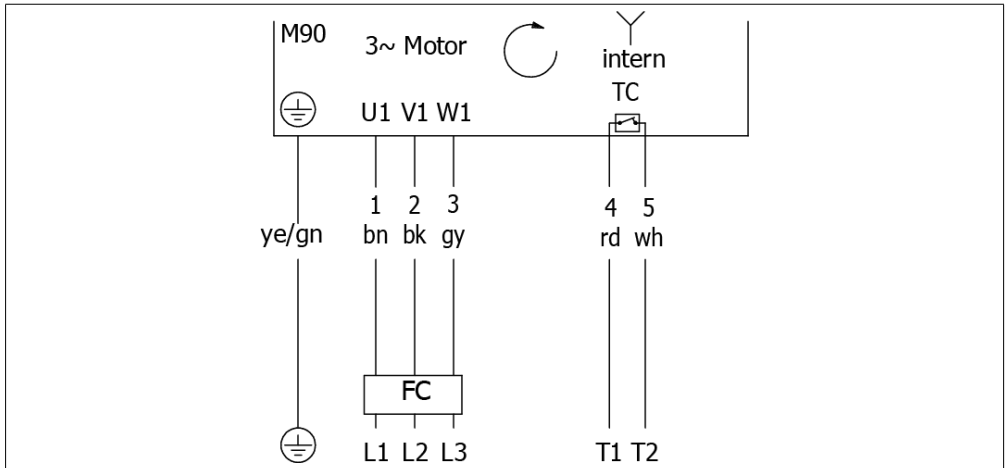 M90
3~ Motor
intern
TC
U1 V1 W1
1 2 3 4 5
ye/gn bn bk gy rd wh
FC
L1 L2 L3 T1 T2